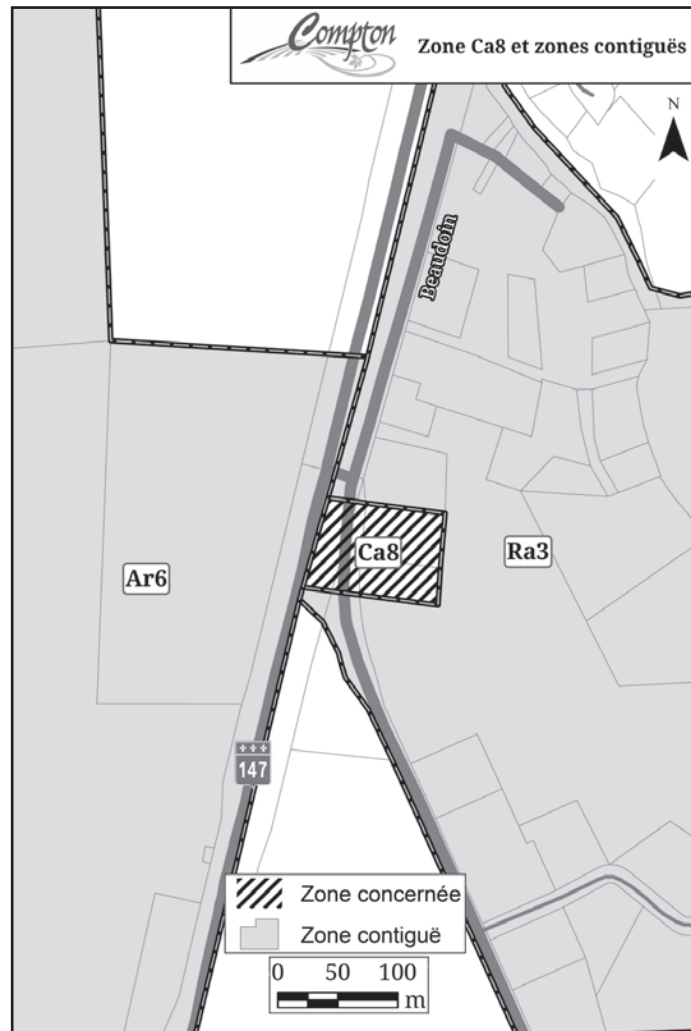 Compton
Zone Ca8 et zones contiguës
N
Beaudoin
Ar6
Ca8
Ra3
147
Zone concernée
Zone contiguë
0 50 100
m